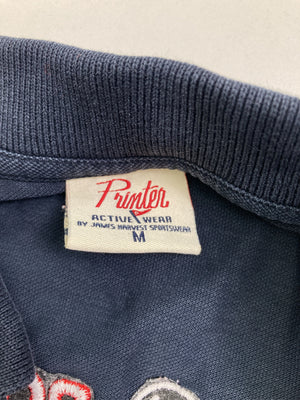 Printer
ACTIVE WEAR
BY JAMES HARVEST SPORTSWEAR
M